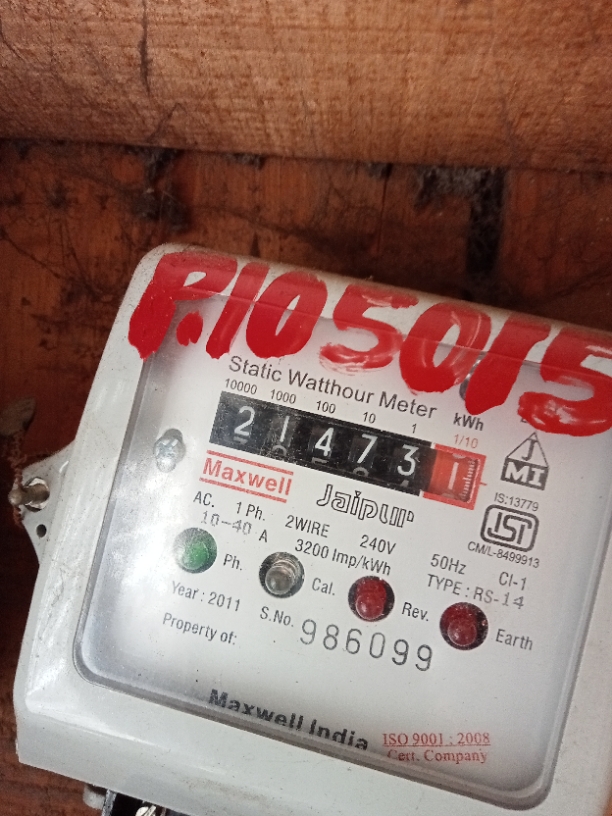 P.105015
Static Watthour Meter
10000 1000 100 10 1 kWh
1/10
2 1 4 7 3 1
Maxwell
Jaipur
JMI
IS:13779
ISI
CM/L-8499913
AC. 1 Ph. 2WIRE 240V 50Hz Cl-1
10-40 A 3200 Imp/kWh TYPE : RS-14
Ph. Cal. Rev. Earth
Year : 2011 S.No. 986099
Property of:
Maxwell India
ISO 9001 : 2008
Cert. Company